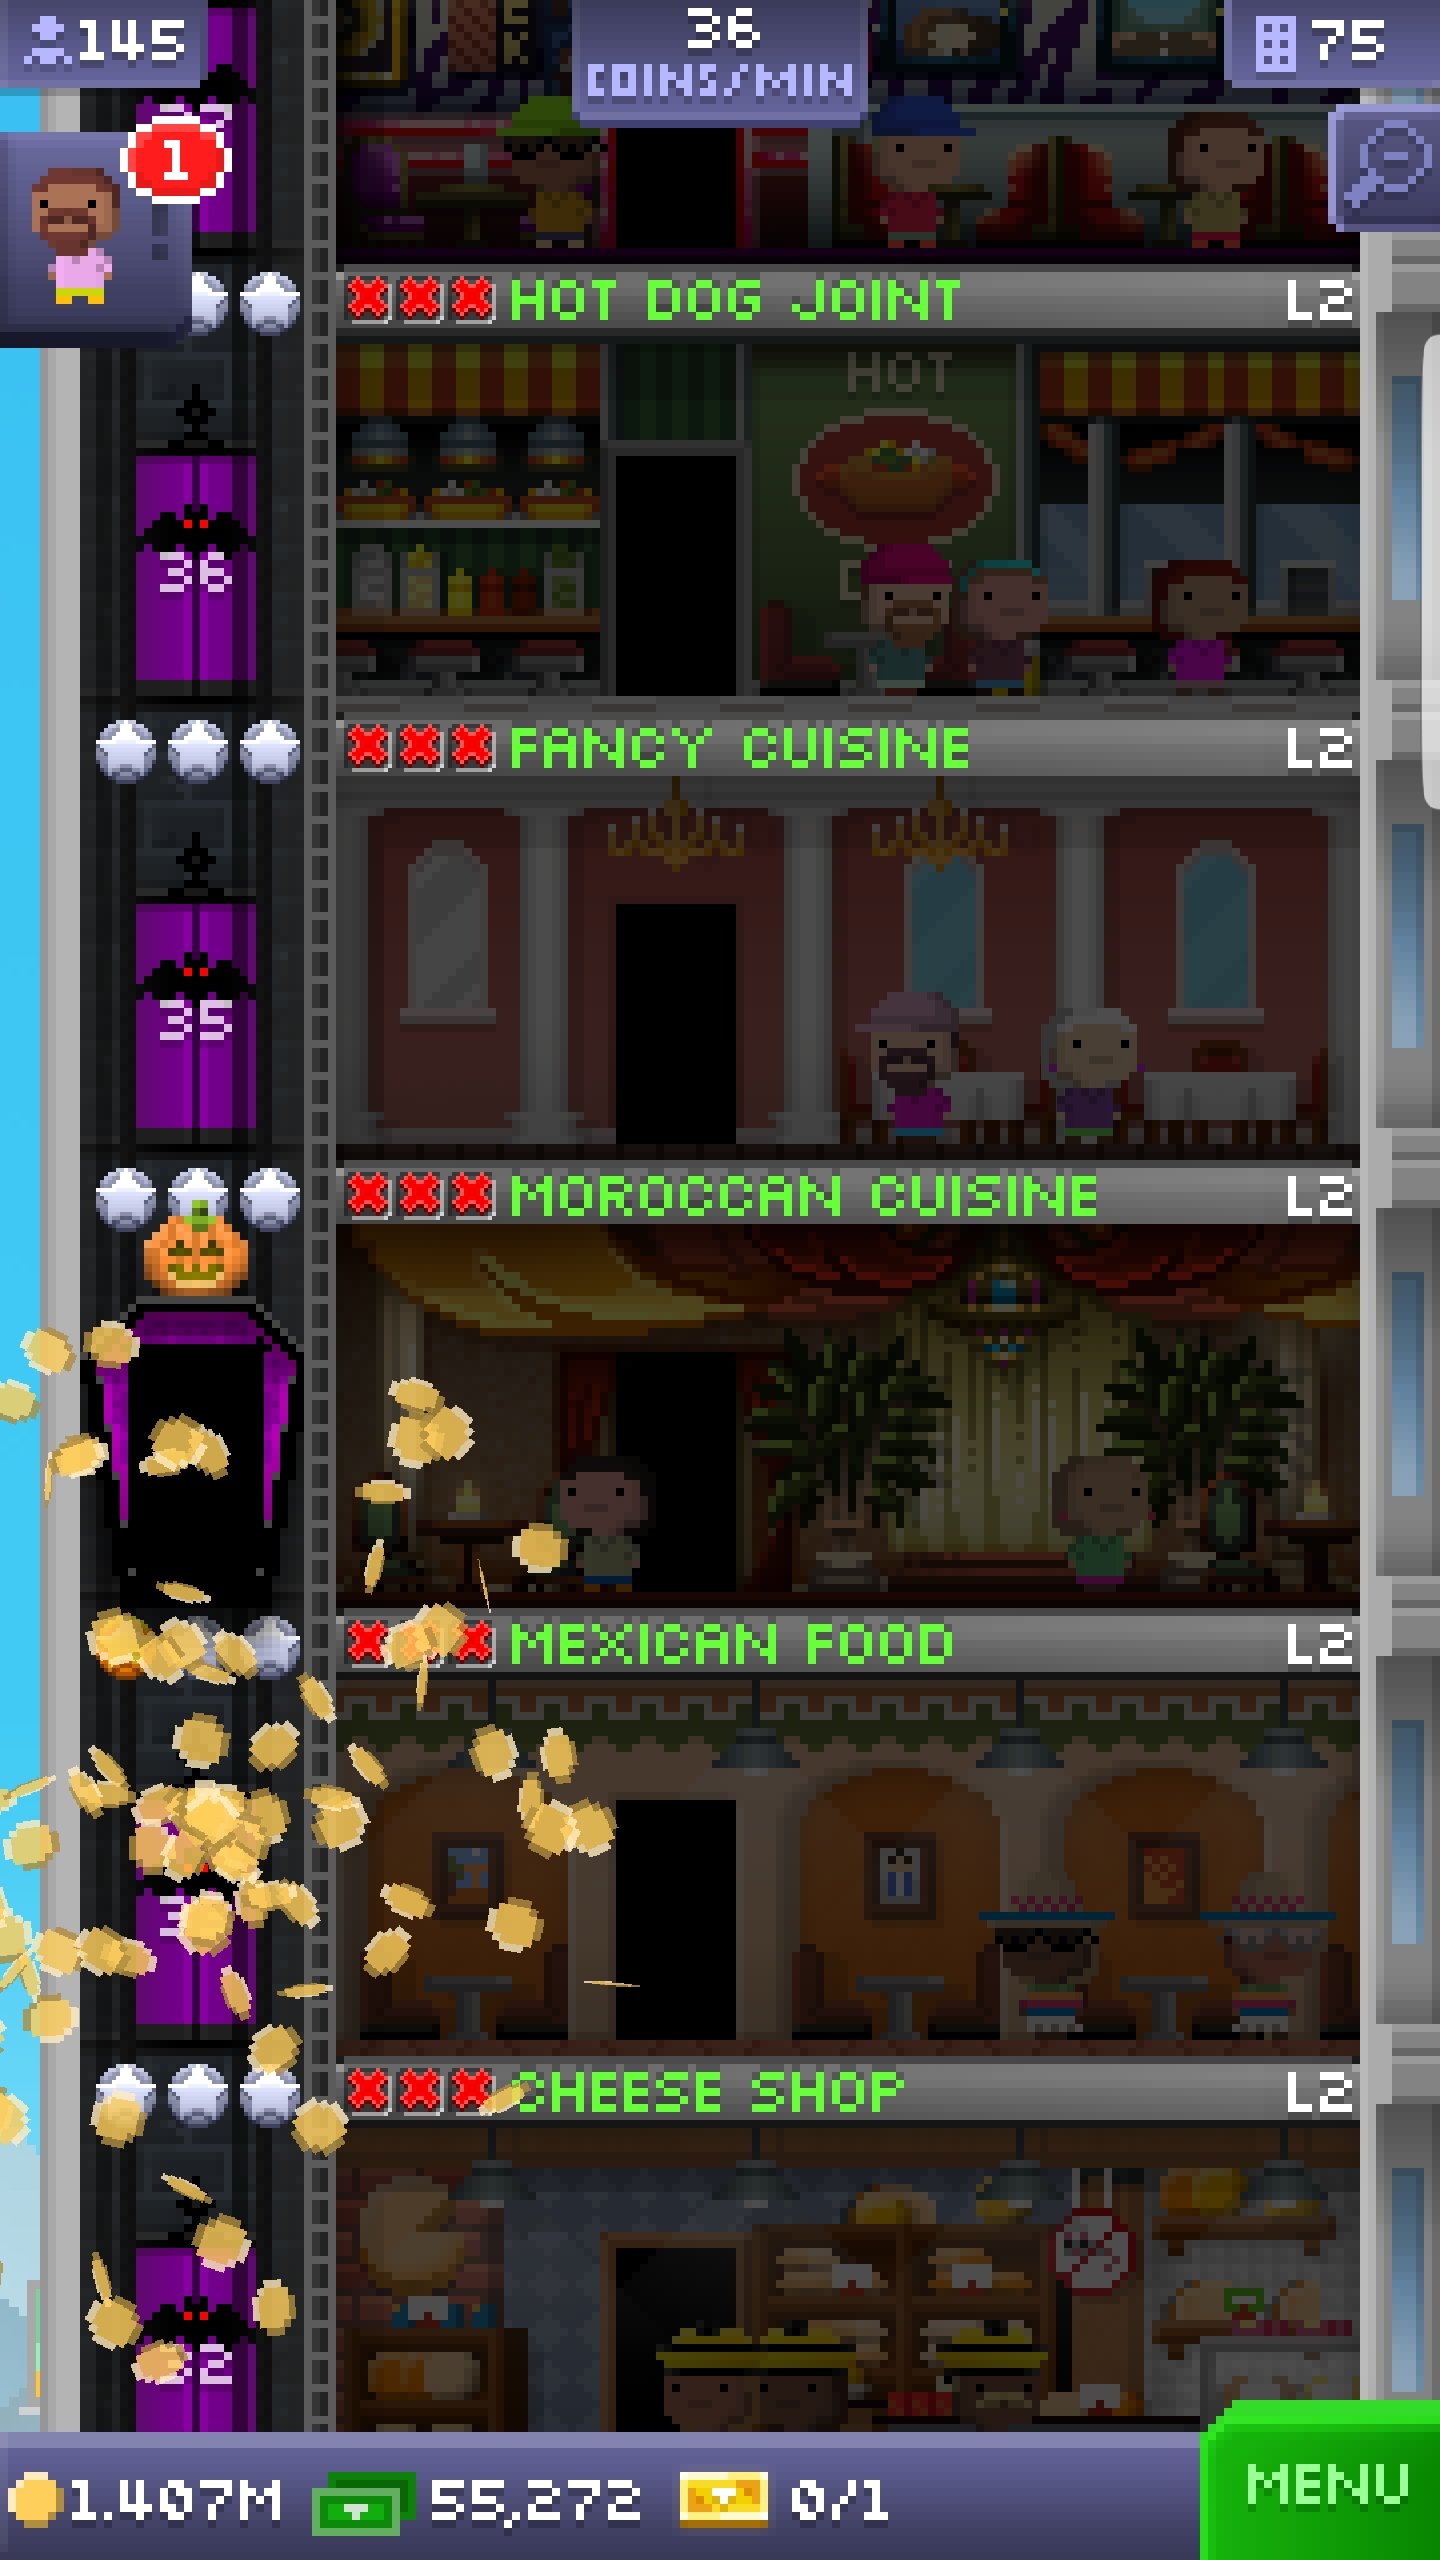 145
36
COINS/MIN
75
1
HOT DOG JOINT L2
HOT
36
FANCY CUISINE L2
35
MOROCCAN CUISINE L2
MEXICAN FOOD L2
CHEESE SHOP L2
1.407M 55,272 0/1
MENU